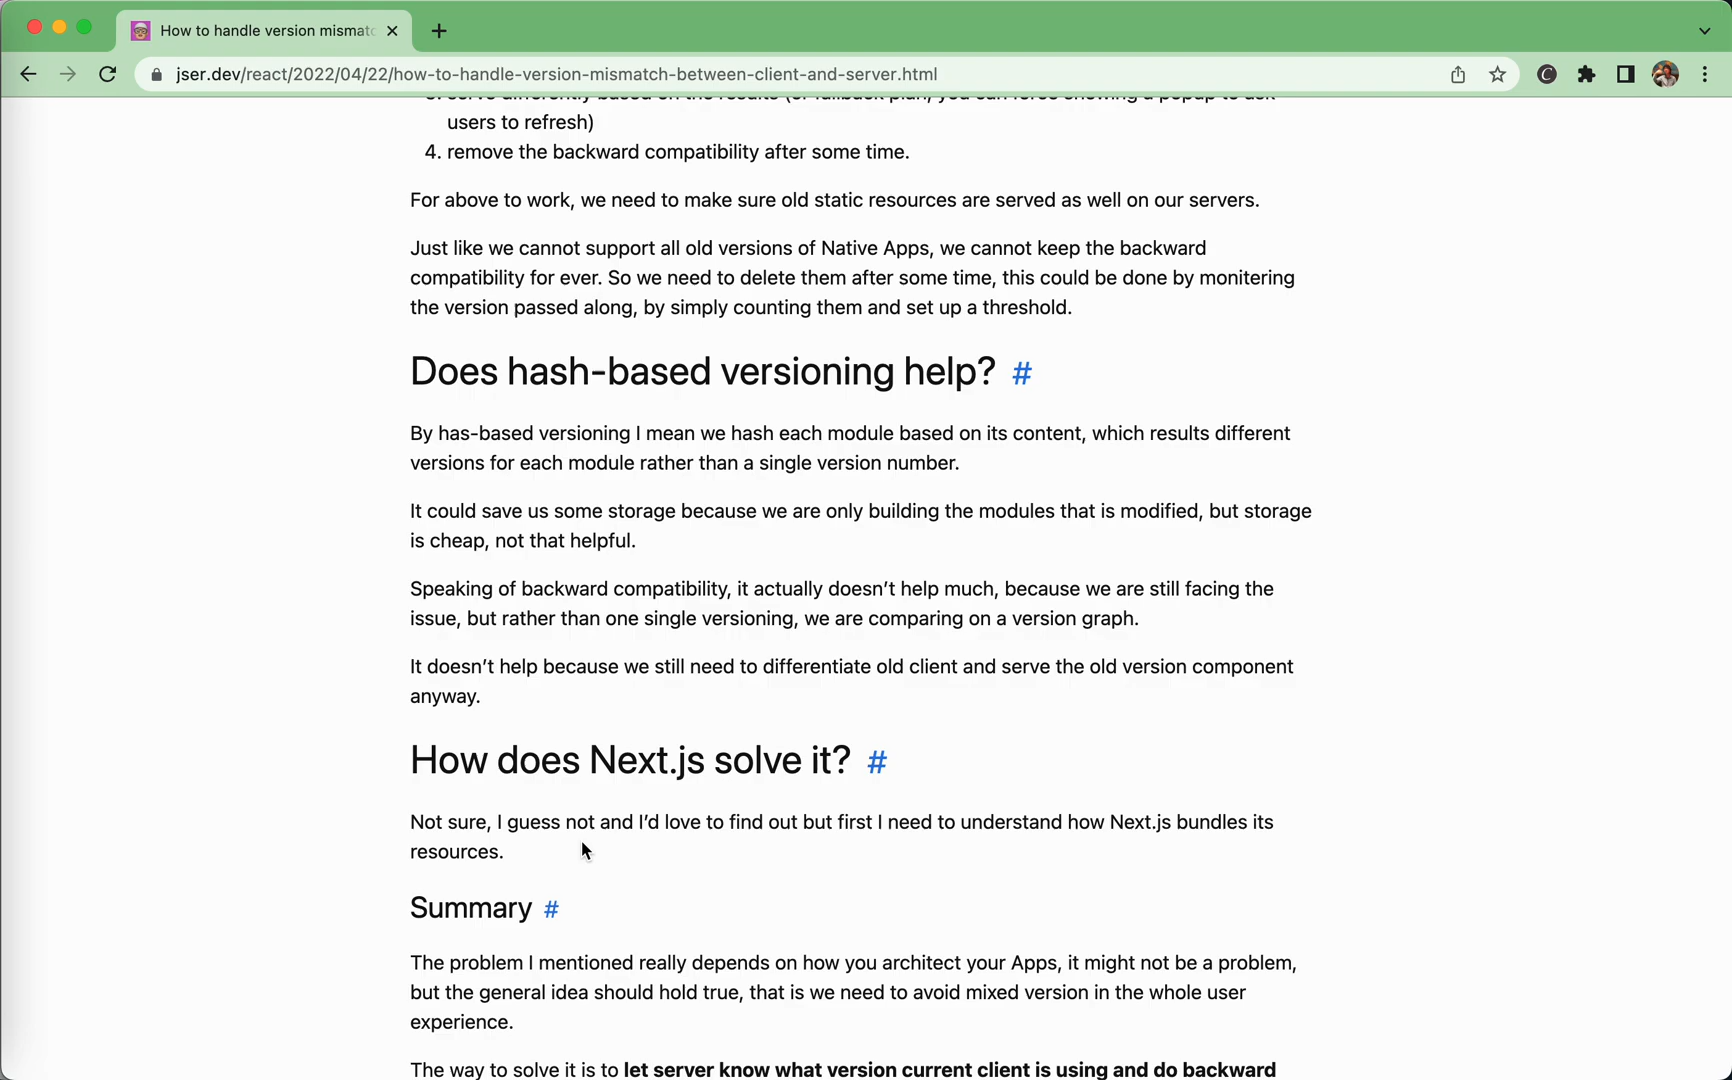 How to handle version mismatc
jser.dev/react/2022/04/22/how-to-handle-version-mismatch-between-client-and-server.html
users to refresh)
4. remove the backward compatibility after some time.
For above to work, we need to make sure old static resources are served as well on our servers.
Just like we cannot support all old versions of Native Apps, we cannot keep the backward
compatibility for ever. So we need to delete them after some time, this could be done by monitering
the version passed along, by simply counting them and set up a threshold.
Does hash-based versioning help? #
By has-based versioning I mean we hash each module based on its content, which results different
versions for each module rather than a single version number.
It could save us some storage because we are only building the modules that is modified, but storage
is cheap, not that helpful.
Speaking of backward compatibility, it actually doesn’t help much, because we are still facing the
issue, but rather than one single versioning, we are comparing on a version graph.
It doesn’t help because we still need to differentiate old client and serve the old version component
anyway.
How does Next.js solve it? #
Not sure, I guess not and I’d love to find out but first I need to understand how Next.js bundles its
resources.
Summary #
The problem I mentioned really depends on how you architect your Apps, it might not be a problem,
but the general idea should hold true, that is we need to avoid mixed version in the whole user
experience.
The way to solve it is to let server know what version current client is using and do backward